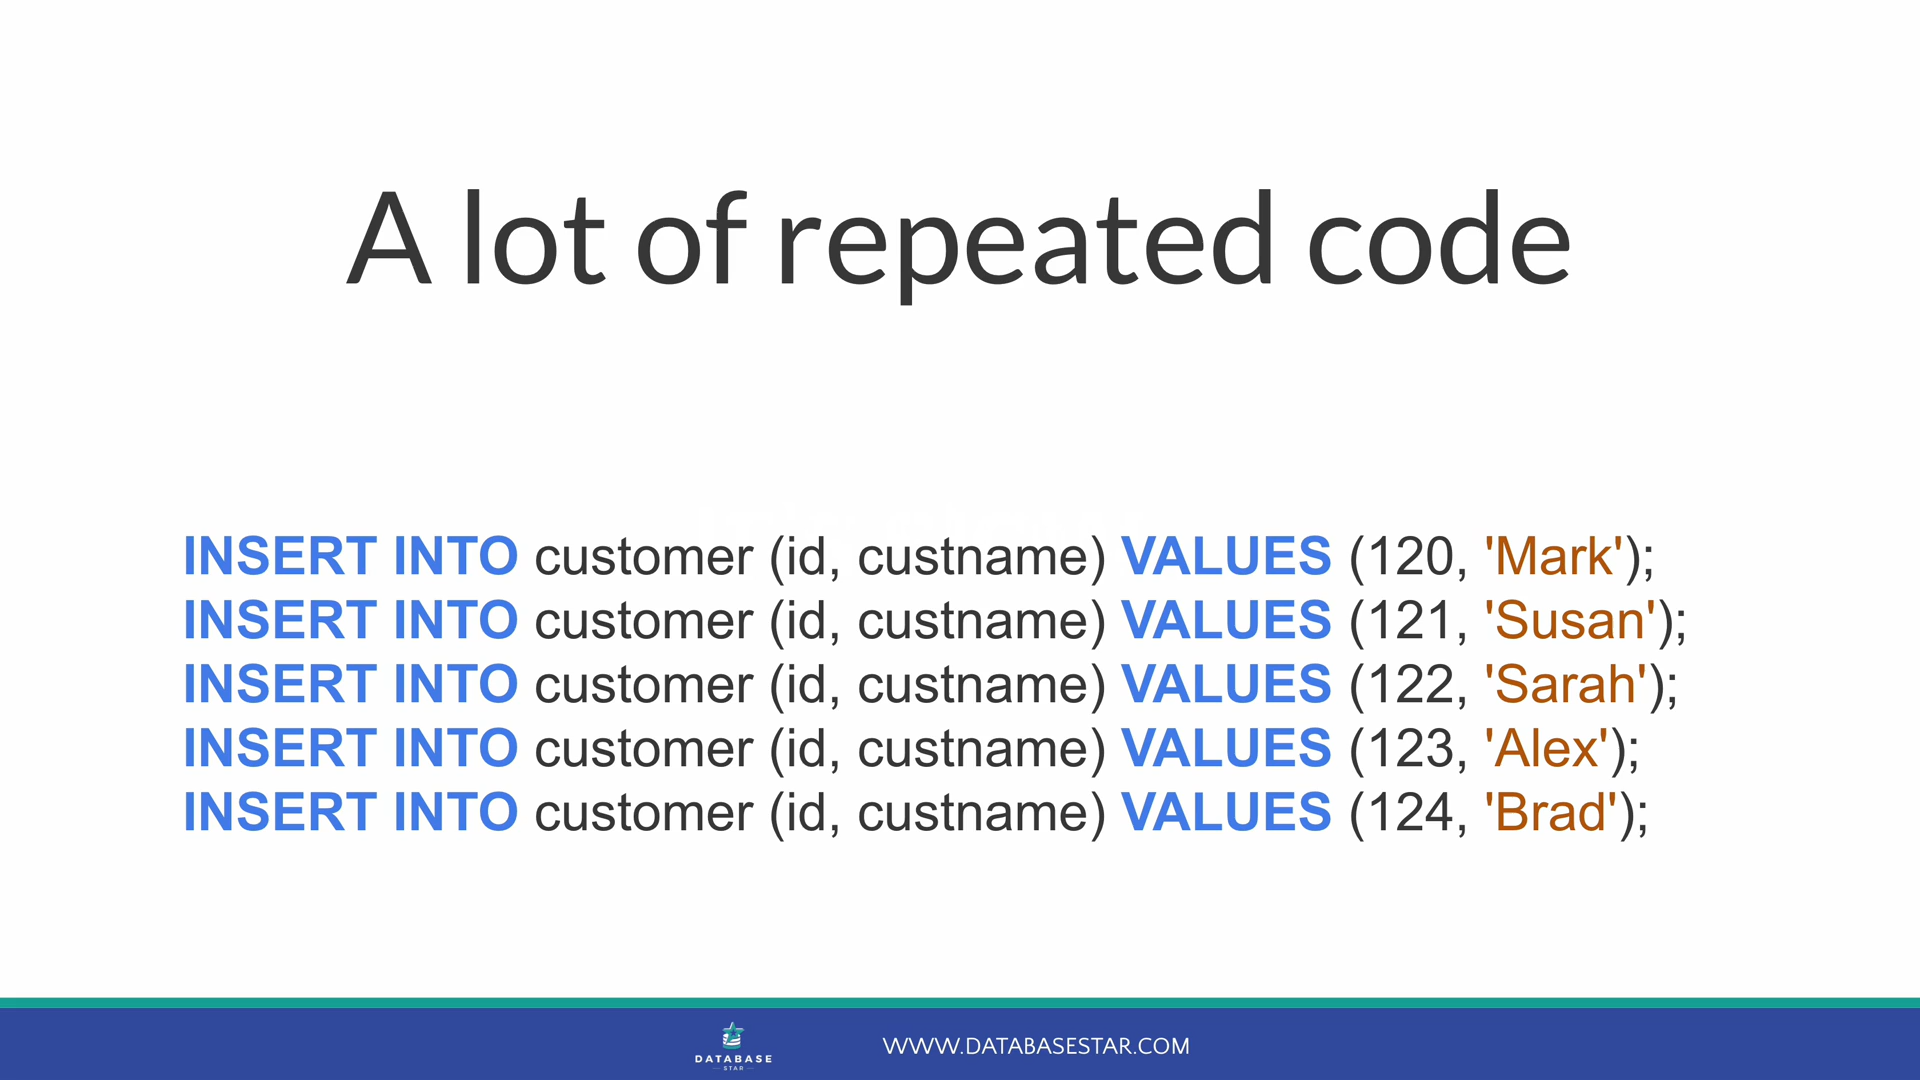 A lot of repeated code
INSERT INTO customer (id, custname) VALUES (120, 'Mark');
INSERT INTO customer (id, custname) VALUES (121, 'Susan');
INSERT INTO customer (id, custname) VALUES (122, 'Sarah');
INSERT INTO customer (id, custname) VALUES (123, 'Alex');
INSERT INTO customer (id, custname) VALUES (124, 'Brad');
DATABASE
STAR
WWW.DATABASESTAR.COM